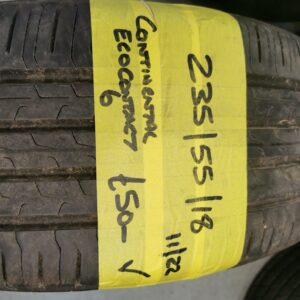 235/55/18
11/22
CONTINENTAL
ECOCONTACT
6
£50-